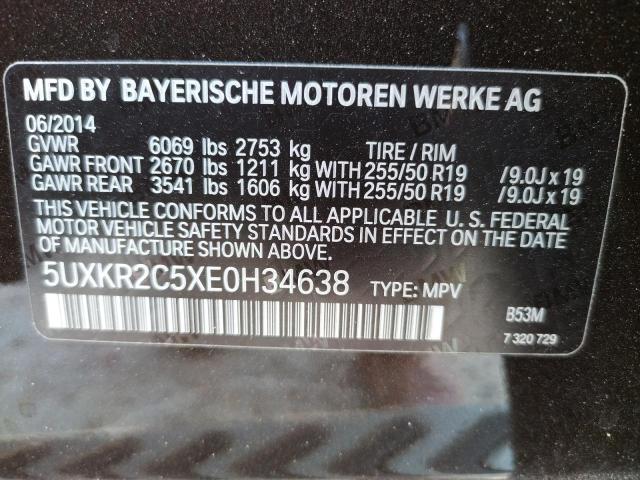 MFD BY BAYERISCHE MOTOREN WERKE AG
06/2014
GVWR 6069 lbs 2753 kg TIRE / RIM
GAWR FRONT 2670 lbs 1211 kg WITH 255/50 R19 /9.0J x 19
GAWR REAR 3541 lbs 1606 kg WITH 255/50 R19 /9.0J x 19
THIS VEHICLE CONFORMS TO ALL APPLICABLE U. S. FEDERAL
MOTOR VEHICLE SAFETY STANDARDS IN EFFECT ON THE DATE
OF MANUFACTURE SHOWN ABOVE.
5UXKR2C5XE0H34638 TYPE: MPV
B53M
7 320 729